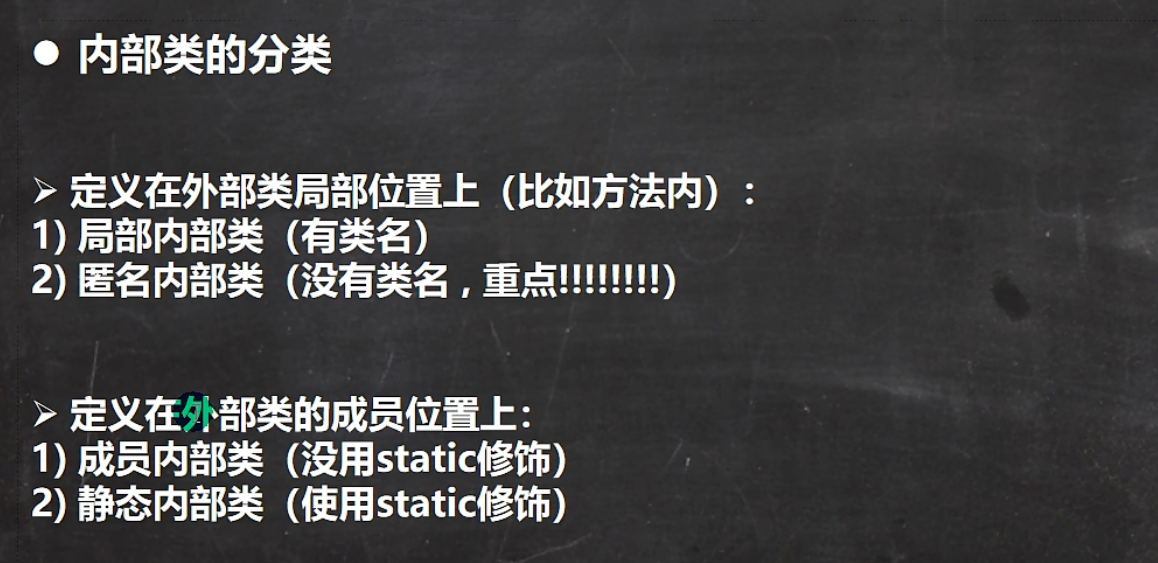 ● 内部类的分类
➢ 定义在外部类局部位置上（比如方法内）：
1) 局部内部类（有类名）
2) 匿名内部类（没有类名，重点!!!!!!!!）
➢ 定义在外部类的成员位置上：
1) 成员内部类（没用static修饰）
2) 静态内部类（使用static修饰）